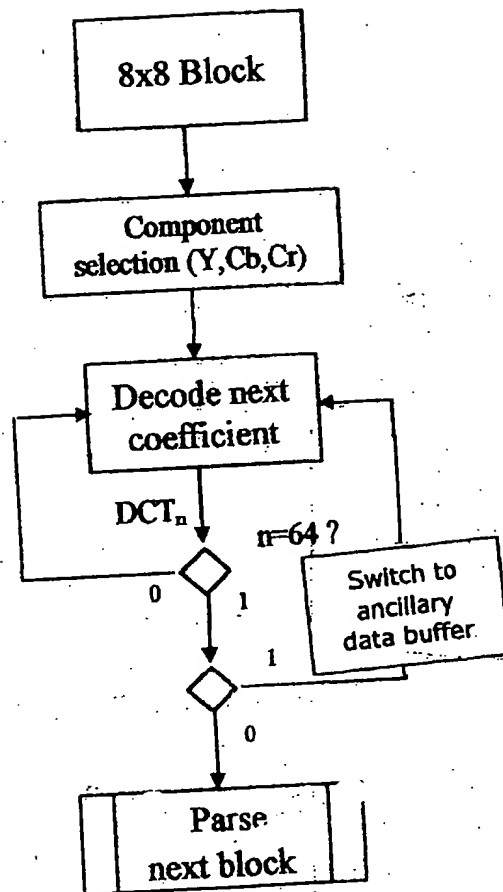 8x8 Block
Component
selection (Y,Cb,Cr)
Decode next
coefficient
DCTn
n=64 ?
0
1
Switch to
ancillary
data buffer
1
0
Parse
next block